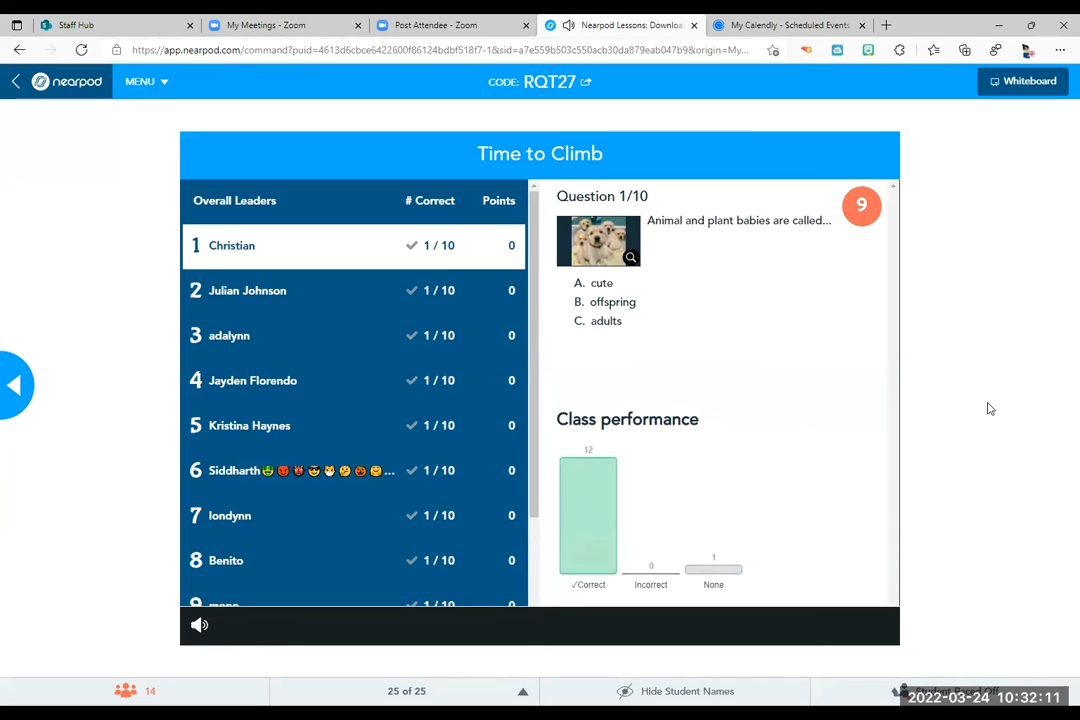 Staff Hub
My Meetings - Zoom
Post Attendee - Zoom
Nearpod Lessons: Downloa
My Calendly - Scheduled Events
https://app.nearpod.com/command?puid=4613d6cbce6422600f86124bdbf518f7-1&sid=a7e559b503c550acb30da879eab047b9&origin=My...
nearpod
MENU
CODE: RQT27
Whiteboard
Time to Climb
Overall Leaders # Correct Points
1 Christian 1 / 10 0
2 Julian Johnson 1 / 10 0
3 adalynn 1 / 10 0
4 Jayden Florendo 1 / 10 0
5 Kristina Haynes 1 / 10 0
6 Siddharth ... 1 / 10 0
7 londynn 1 / 10 0
8 Benito 1 / 10 0
9 1 / 10 0
Question 1/10
9
Animal and plant babies are called...
A. cute
B. offspring
C. adults
Class performance
12
0
1
✓Correct
Incorrect
None
14
25 of 25
Hide Student Names
2022-03-24 10:32:11